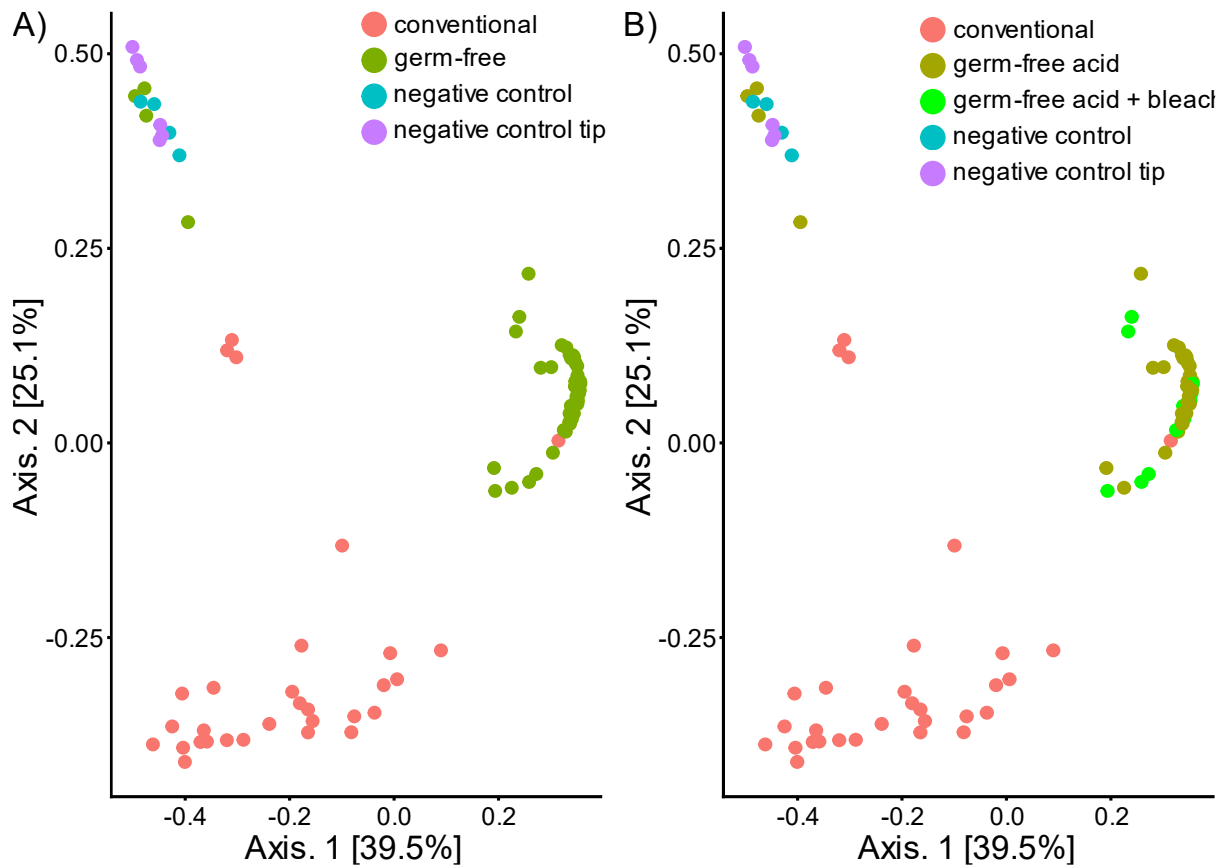 A)
conventional
germ-free
negative control
negative control tip
0.50
0.25
0.00
-0.25
Axis. 2 [25.1%]
-0.4
-0.2
0.0
0.2
Axis. 1 [39.5%]
B)
conventional
germ-free acid
germ-free acid + bleach
negative control
negative control tip
0.50
0.25
0.00
-0.25
Axis. 2 [25.1%]
-0.4
-0.2
0.0
0.2
Axis. 1 [39.5%]